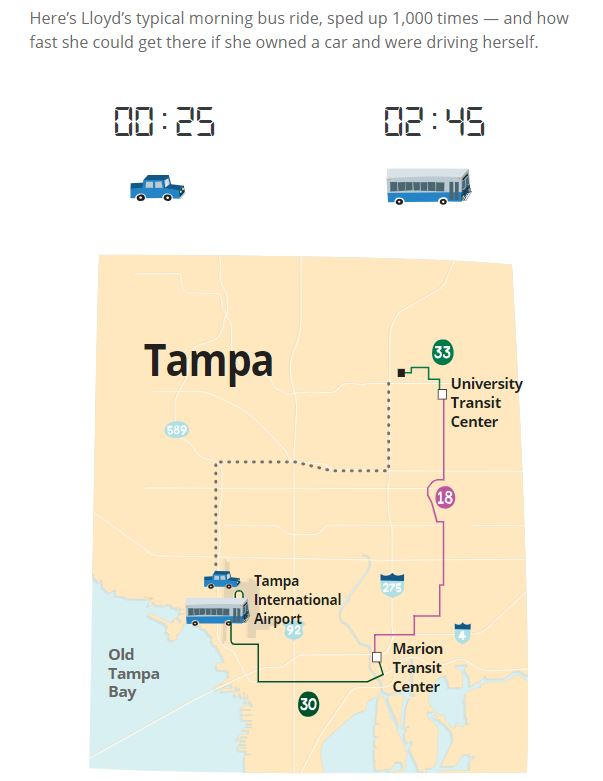 Here’s Lloyd’s typical morning bus ride, sped up 1,000 times — and how
fast she could get there if she owned a car and were driving herself.
00:25
02:45
Tampa
33
University
Transit
Center
589
18
Tampa
International
Airport
275
92
4
Marion
Transit
Center
Old
Tampa
Bay
30